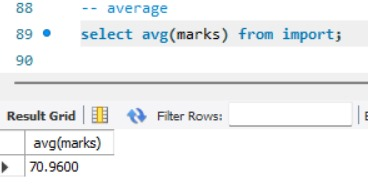 88 -- average
89 select avg(marks) from import;
90
Result Grid Filter Rows:
avg(marks)
70.9600